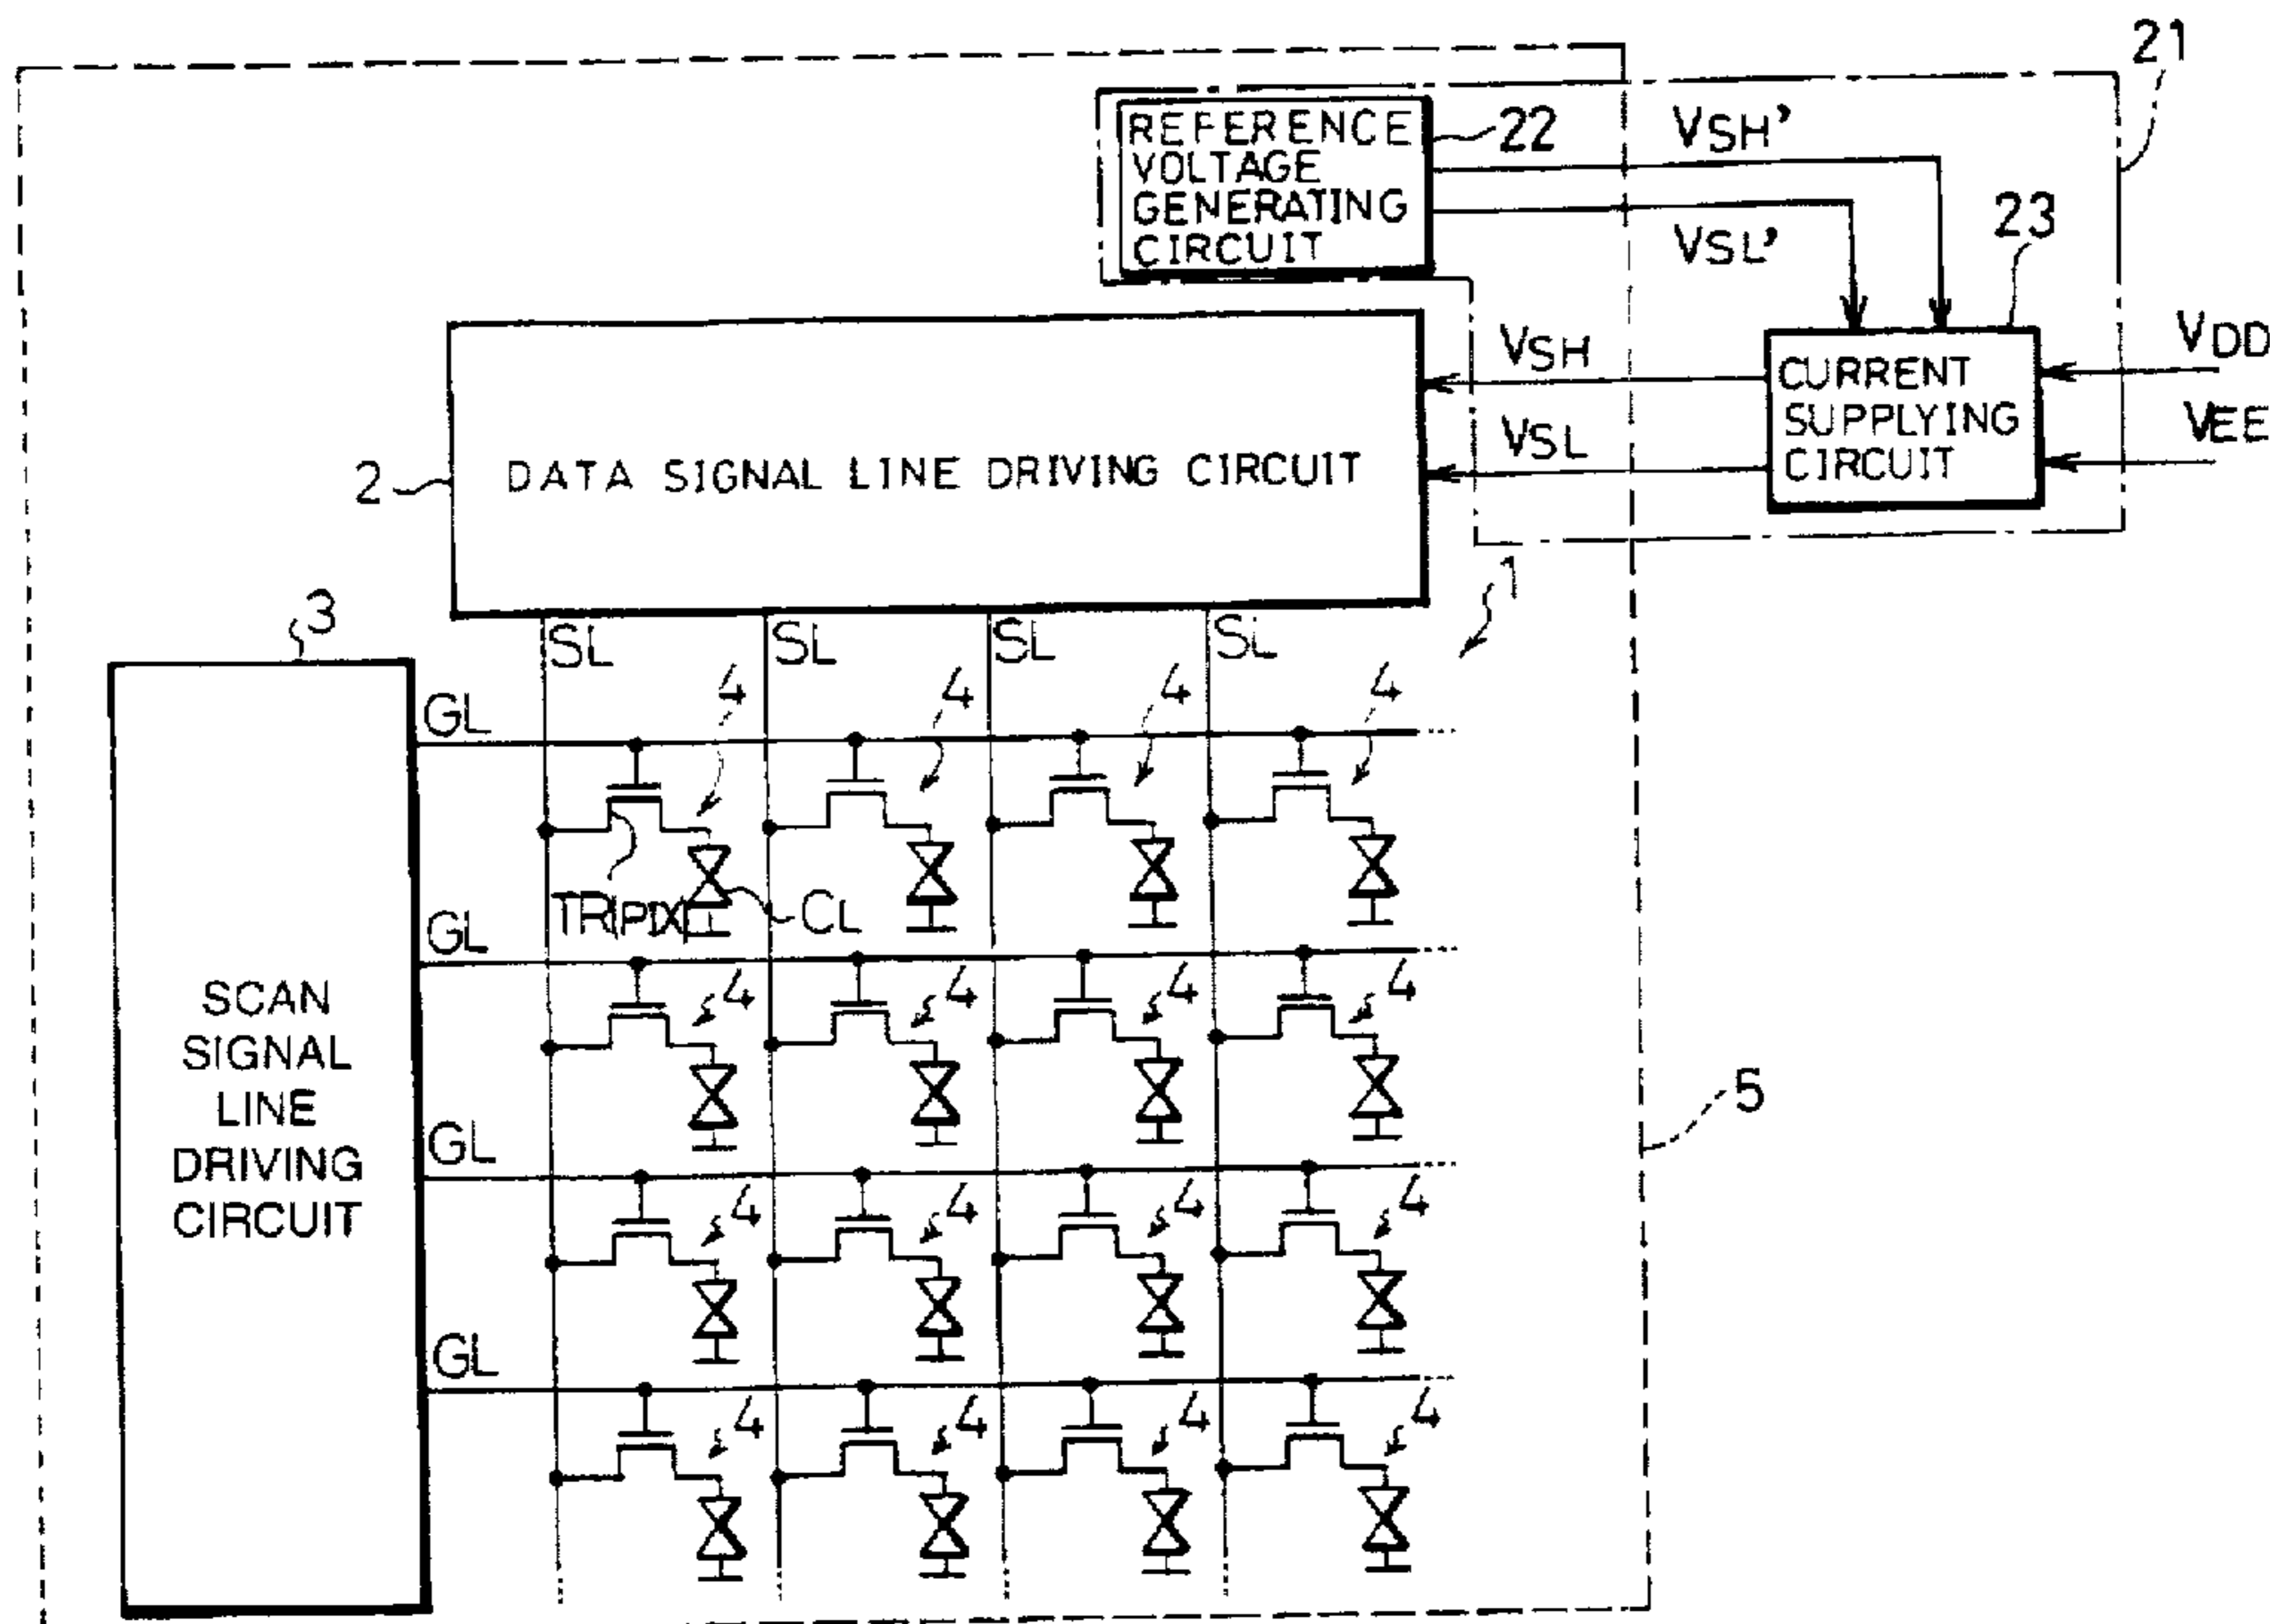 21
REFERENCE
VOLTAGE
GENERATING
CIRCUIT
22
VSH'
VSL'
23
VDD
VEE
CURRENT
SUPPLYING
CIRCUIT
VSH
VSL
2
DATA SIGNAL LINE DRIVING CIRCUIT
1
3
SL SL SL SL
GL
4 4 4 4
TR(PIX)
CL
GL
4 4 4 4
5
SCAN
SIGNAL
LINE
DRIVING
CIRCUIT
GL
4 4 4 4
GL
4 4 4 4